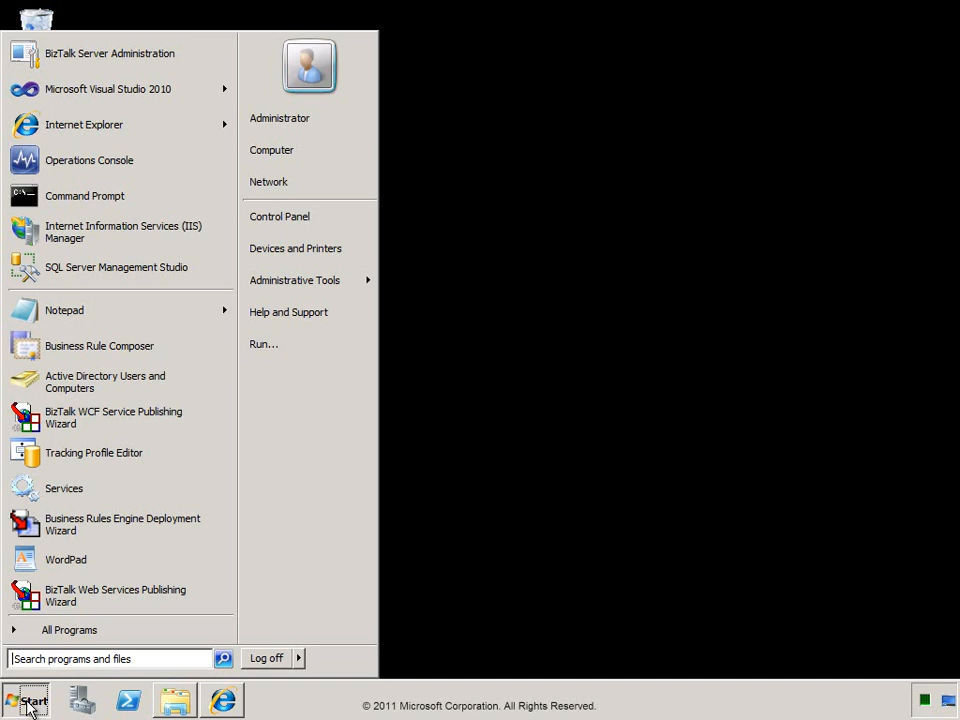 BizTalk Server Administration
Microsoft Visual Studio 2010
Internet Explorer
Operations Console
C:\
Command Prompt
Internet Information Services (IIS)
Manager
SQL Server Management Studio
Notepad
Business Rule Composer
Active Directory Users and
Computers
BizTalk WCF Service Publishing
Wizard
Tracking Profile Editor
Services
Business Rules Engine Deployment
Wizard
WordPad
BizTalk Web Services Publishing
Wizard
All Programs
Search programs and files
Administrator
Computer
Network
Control Panel
Devices and Printers
Administrative Tools
Help and Support
Run...
Log off
Start
© 2011 Microsoft Corporation. All Rights Reserved.